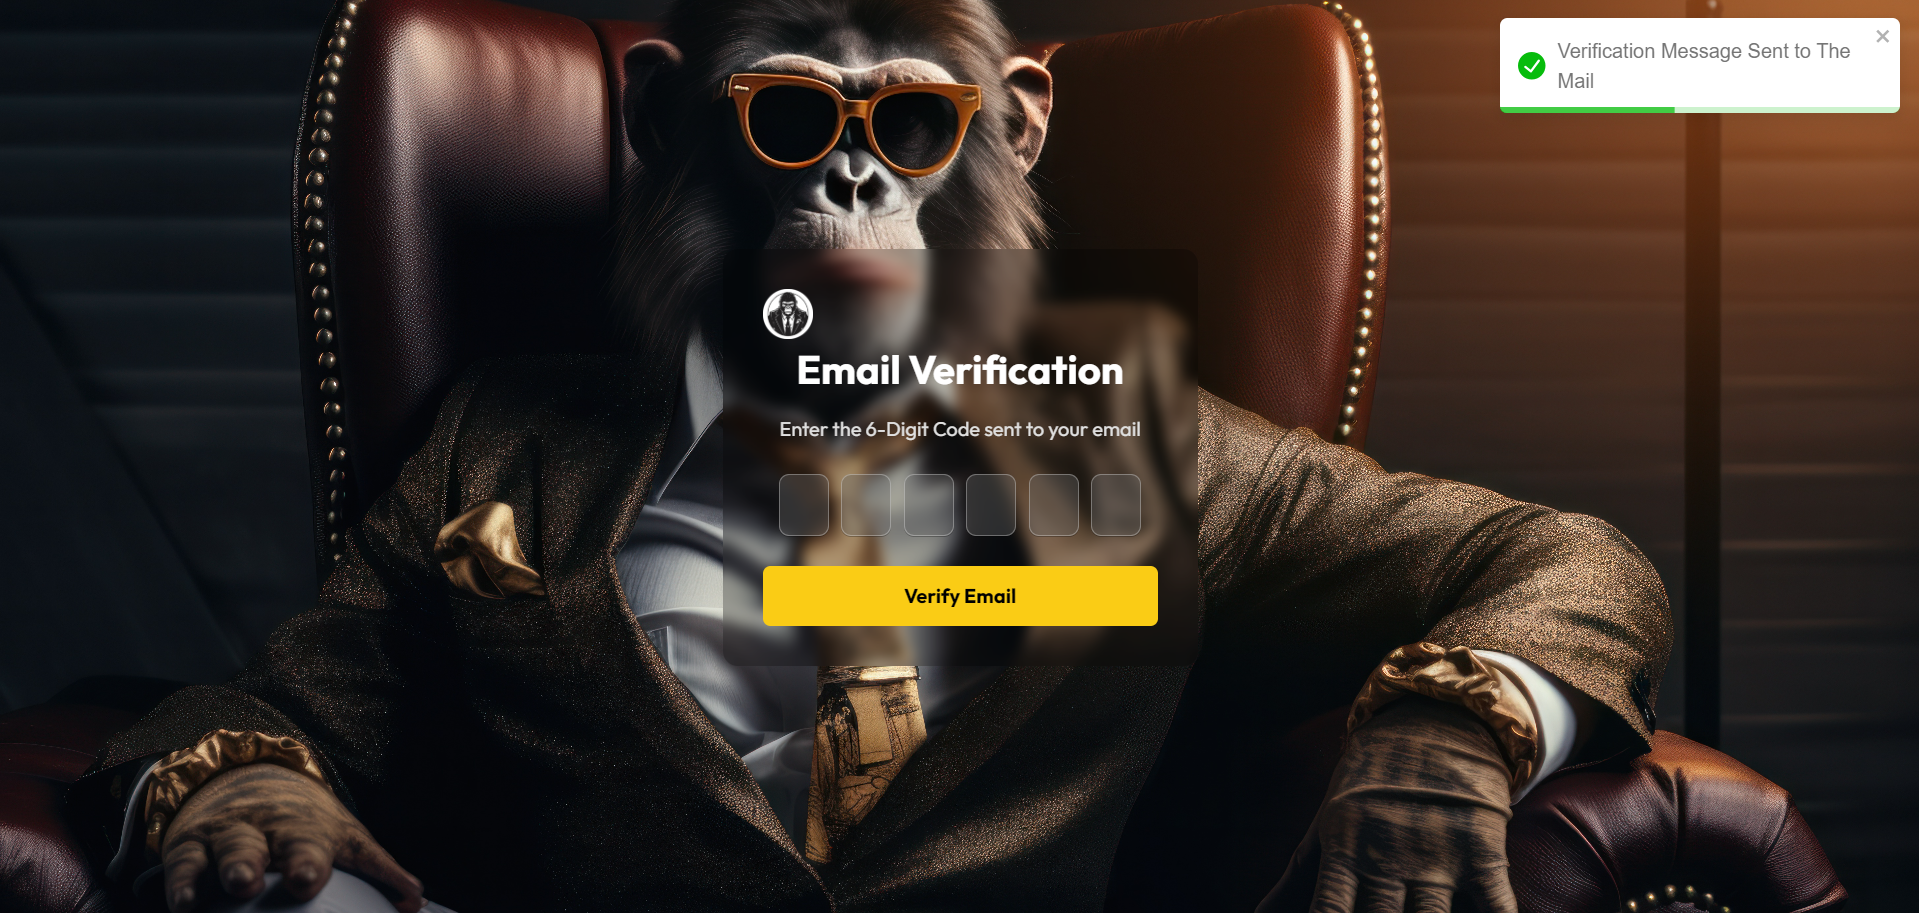 Verification Message Sent to The
Mail
Email Verification
Enter the 6-Digit Code sent to your email
Verify Email